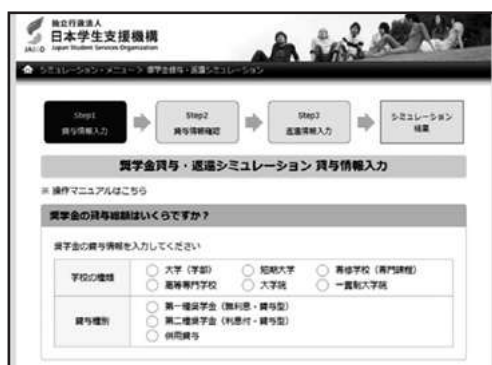 独立行政法人
日本学生支援機構
JASSO Japan Student Services Organization
シミュレーション・メニュー > 奨学金貸与・返還シミュレーション
Step1
貸与情報入力
Step2
貸与情報確認
Step3
返還情報入力
シミュレーション
結果
奨学金貸与・返還シミュレーション 貸与情報入力
※ 操作マニュアルはこちら
奨学金の貸与総額はいくらですか？
奨学金の貸与情報を入力してください
学校の種類
大学（学部） 短期大学 専修学校（専門課程）
高等専門学校 大学院 一貫制大学院
貸与種別
第一種奨学金（無利息・貸与型）
第二種奨学金（利息付・貸与型）
併用貸与